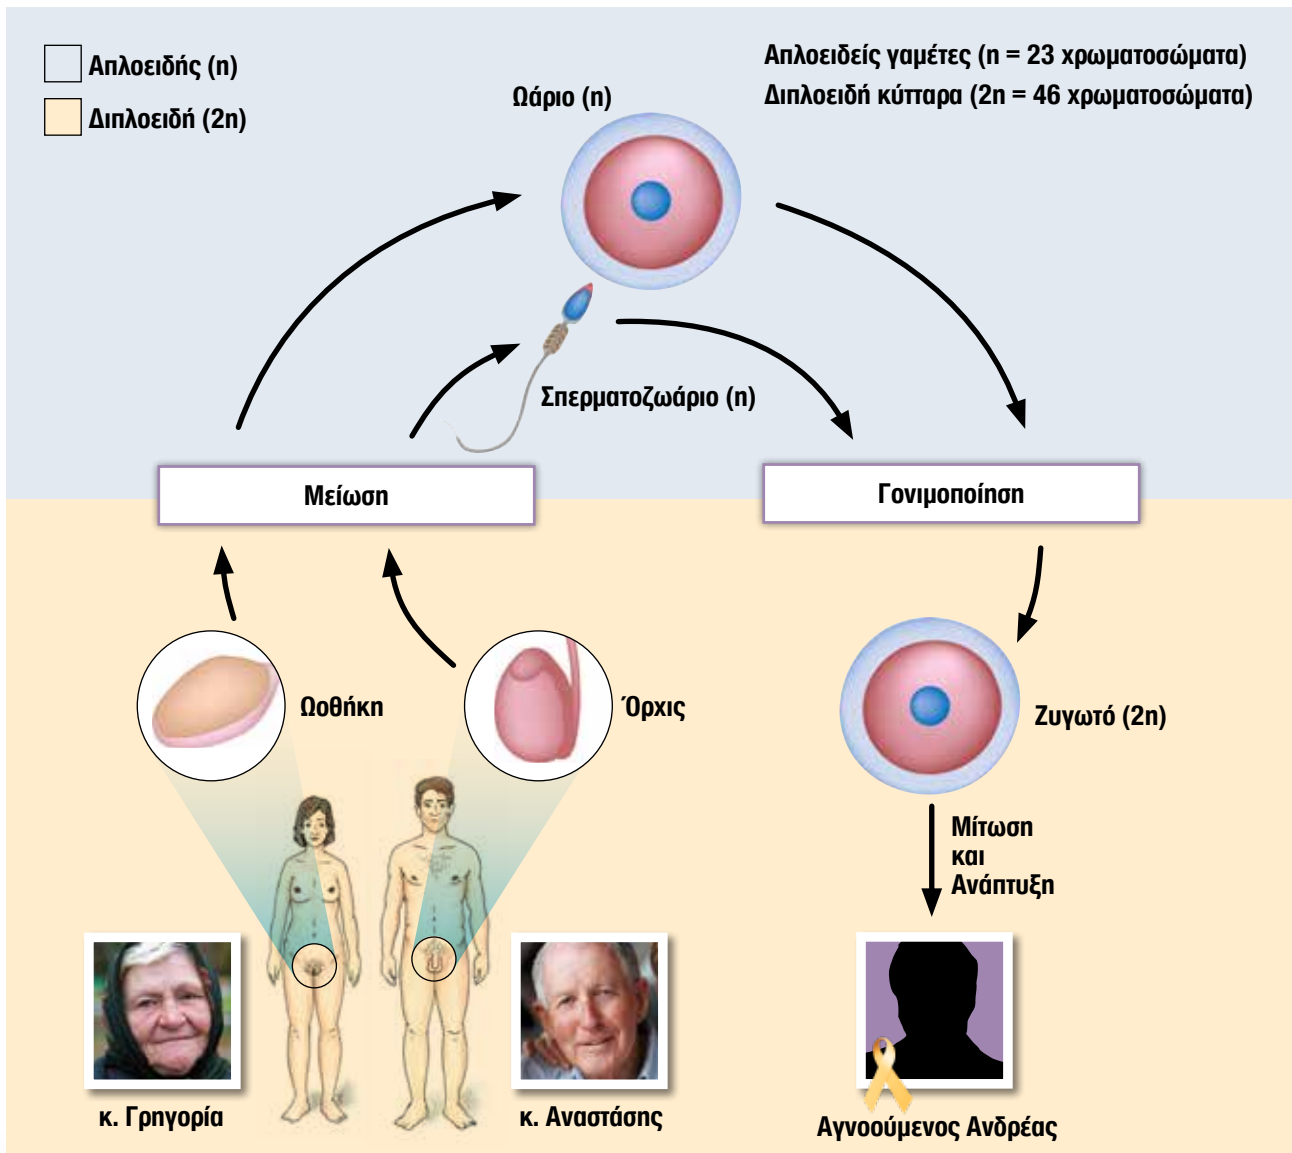 Απλοειδής (n)
Διπλοειδή (2n)
Απλοειδείς γαμέτες (n = 23 χρωματοσώματα)
Διπλοειδή κύτταρα (2n = 46 χρωματοσώματα)
Ωάριο (n)
Σπερματοζωάριο (n)
Μείωση
Γονιμοποίηση
Ωοθήκη
Όρχις
Ζυγωτό (2n)
Μίτωση
και
Ανάπτυξη
κ. Γρηγορία
κ. Αναστάσης
Αγνοούμενος Ανδρέας